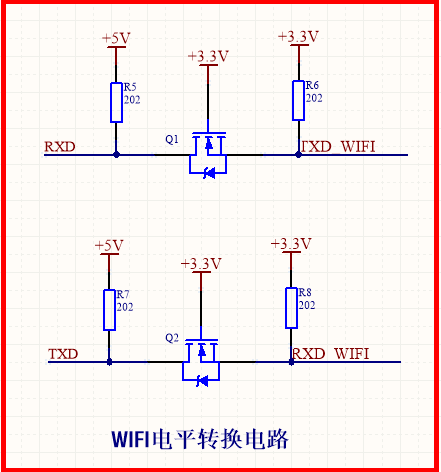 +5V
+3.3V
+3.3V
R5
202
R6
202
Q1
RXD
TXD_WIFI
+5V
+3.3V
+3.3V
R7
202
R8
202
Q2
TXD
RXD_WIFI
WIFI电平转换电路